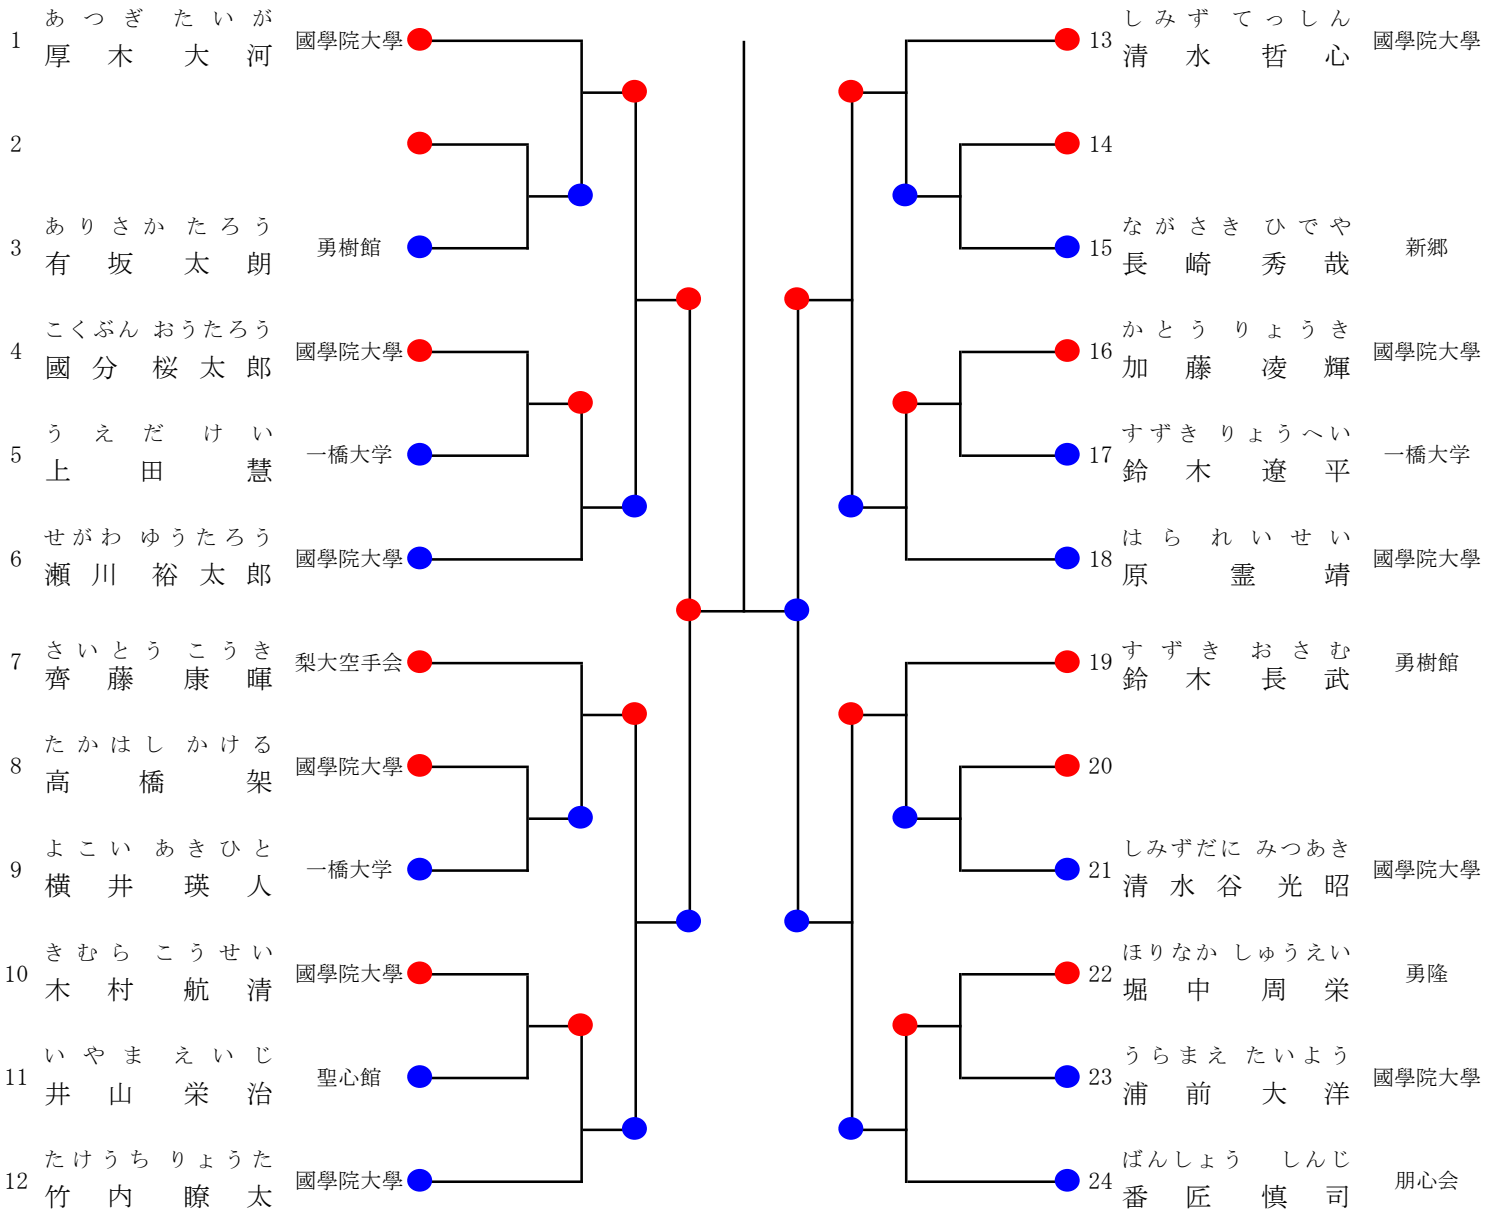 あつぎ たいが
1 厚木 大河 國學院大學
2
ありさか たろう
3 有坂 太朗 勇樹館
こくぶん おうたろう
4 國分 桜太郎 國學院大學
うえだ けい
5 上田 慧 一橋大学
せがわ ゆうたろう
6 瀬川 裕太郎 國學院大學
さいとう こうき
7 齊藤 康暉 梨大空手会
たかはし かける
8 高橋 架 國學院大學
よこい あきひと
9 横井 瑛人 一橋大学
きむら こうせい
10 木村 航清 國學院大學
いやま えいじ
11 井山 栄治 聖心館
たけうち りょうた
12 竹内 瞭太 國學院大學
しみず てっしん
13 清水 哲心 國學院大學
14
ながさき ひでや
15 長崎 秀哉 新郷
かとう りょうき
16 加藤 凌輝 國學院大學
すずき りょうへい
17 鈴木 遼平 一橋大学
はら れいせい
18 原 霊靖 國學院大學
すずき おさむ
19 鈴木 長武 勇樹館
20
しみずだに みつあき
21 清水谷 光昭 國學院大學
ほりなか しゅうえい
22 堀中 周栄 勇隆
うらまえ たいよう
23 浦前 大洋 國學院大學
ばんしょう しんじ
24 番匠 慎司 朋心会